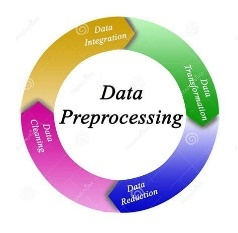 Data
Preprocessing
Data
Integration
Data
Transformation
Data
Reduction
Data
Cleaning